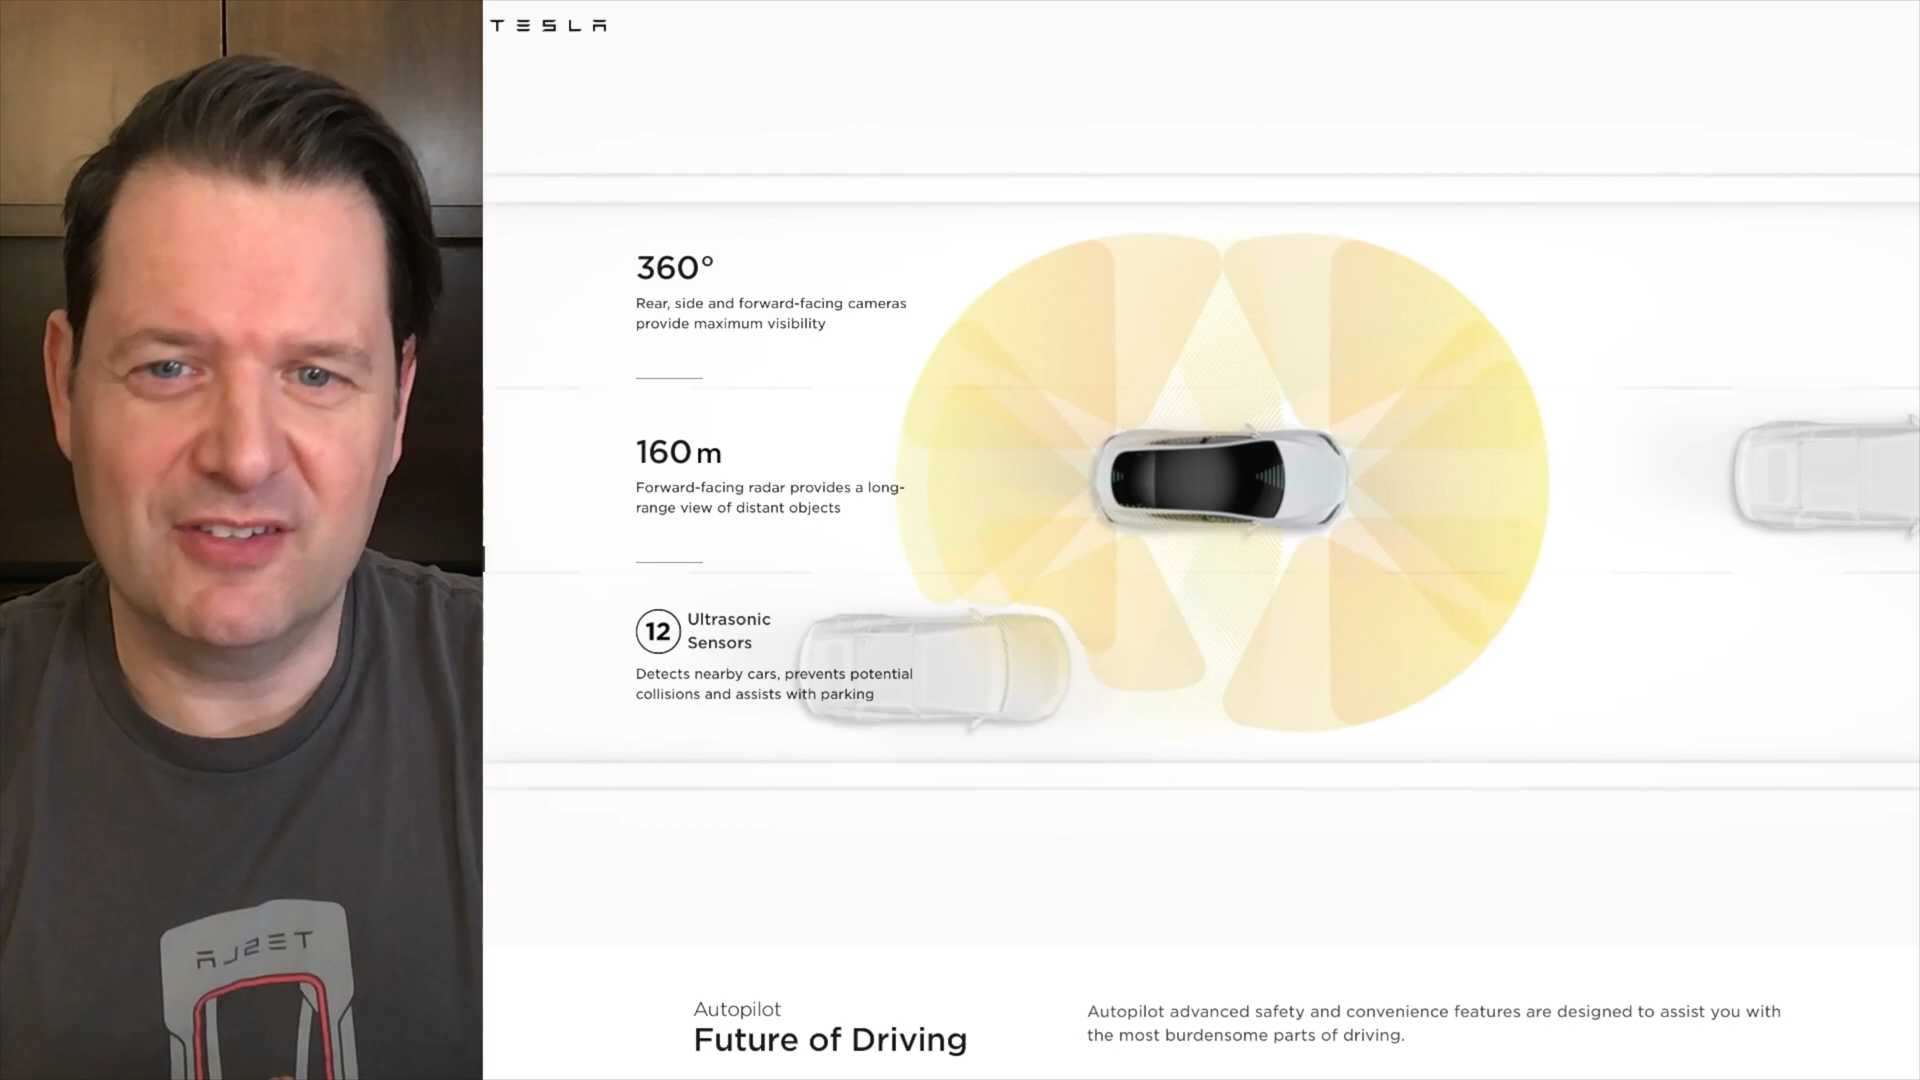 TESLA
360°
Rear, side and forward-facing cameras
provide maximum visibility
160 m
Forward-facing radar provides a long-
range view of distant objects
12
Ultrasonic
Sensors
Detects nearby cars, prevents potential
collisions and assists with parking
TESLA
Autopilot
Future of Driving
Autopilot advanced safety and convenience features are designed to assist you with
the most burdensome parts of driving.